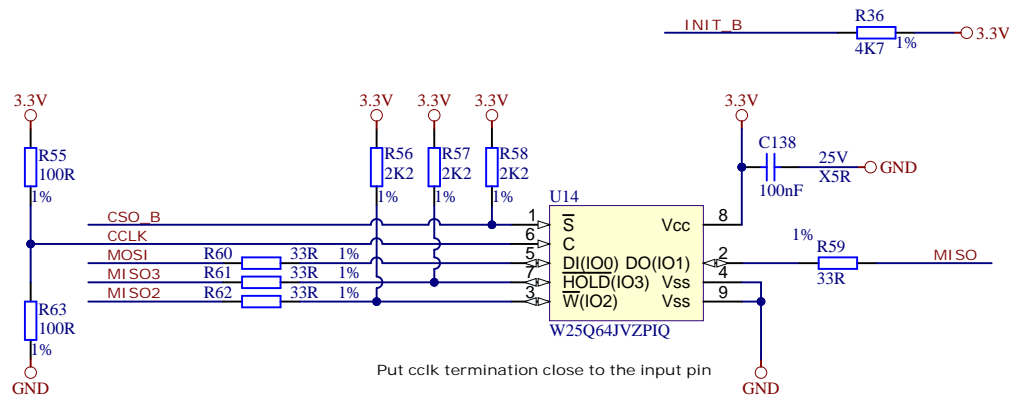 INIT_B
R36
4K7
1%
3.3V
3.3V
3.3V
3.3V
3.3V
3.3V
R55
100R
1%
R56
2K2
1%
R57
2K2
1%
R58
2K2
1%
C138
100nF
25V
X5R
GND
U14
CSO_B
1
S
Vcc
8
CCLK
6
C
MOSI
R60
33R
1%
5
DI(IO0)
DO(IO1)
2
1%
R59
33R
MISO
MISO3
R61
33R
1%
7
HOLD(IO3)
Vss
4
MISO2
R62
33R
1%
3
W(IO2)
Vss
9
R63
100R
1%
W25Q64JVZPIQ
Put cclk termination close to the input pin
GND
GND